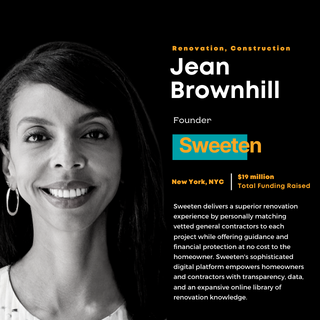 Renovation, Construction
Jean
Brownhill
Founder
Sweeten
New York, NYC
$19 million
Total Funding Raised
Sweeten delivers a superior renovation
experience by personally matching
vetted general contractors to each
project while offering guidance and
financial protection at no cost to the
homeowner. Sweeten's sophisticated
digital platform empowers homeowners
and contractors with transparency, data,
and an expansive online library of
renovation knowledge.